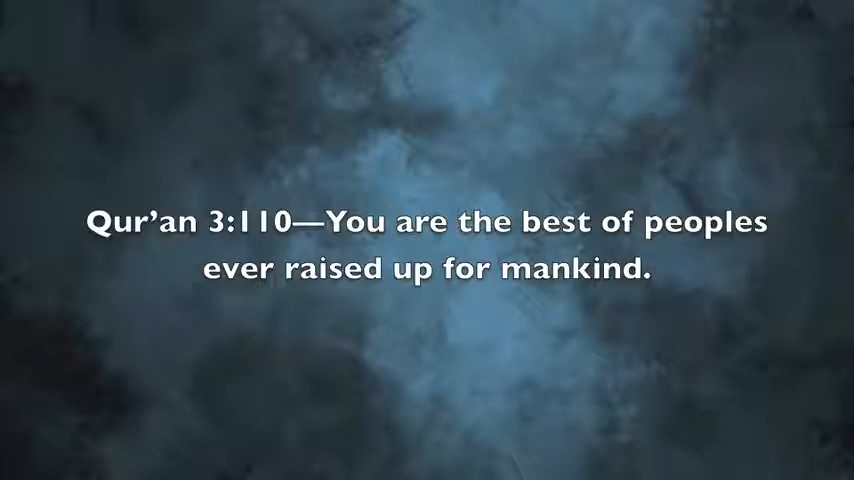 Qur’an 3:110—You are the best of peoples
ever raised up for mankind.